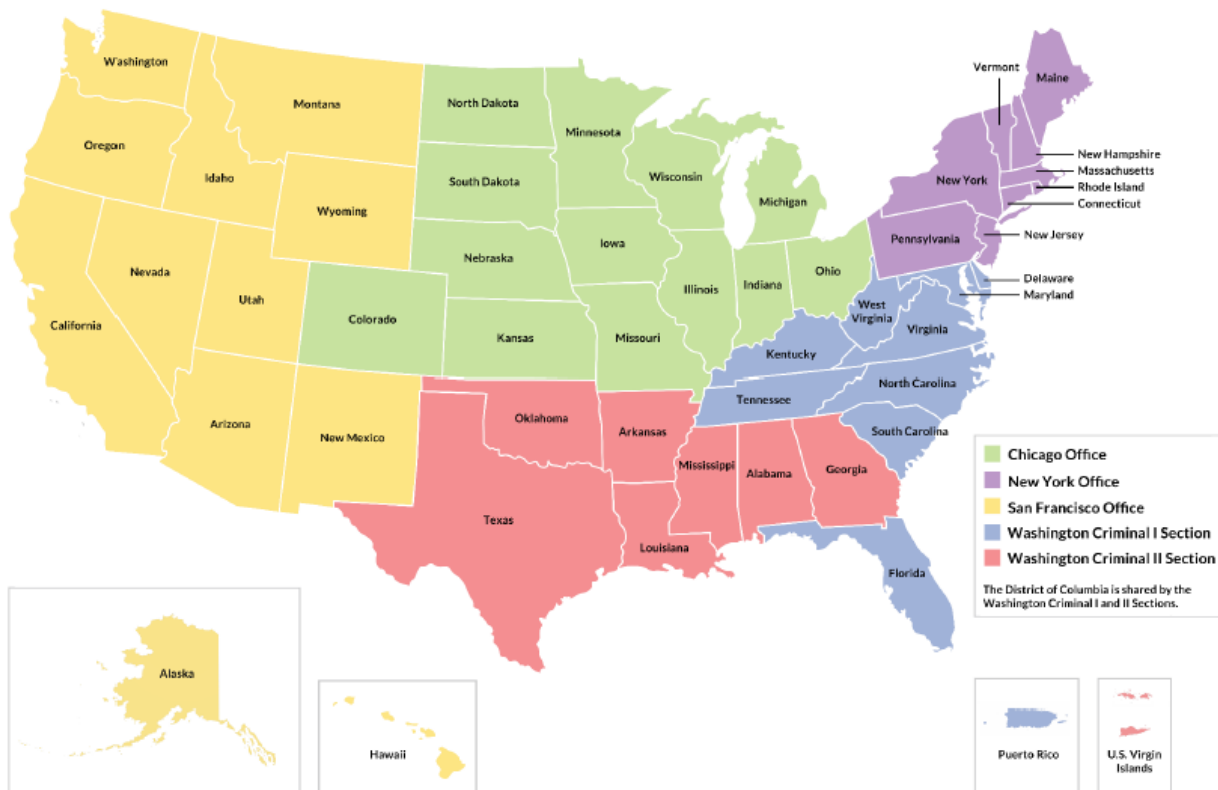 Washington
Montana
Oregon
Idaho
Wyoming
Nevada
Utah
California
Arizona
New Mexico
North Dakota
South Dakota
Nebraska
Kansas
Colorado
Minnesota
Iowa
Missouri
Wisconsin
Illinois
Michigan
Indiana
Ohio
Oklahoma
Texas
Arkansas
Louisiana
Mississippi
Alabama
Georgia
Kentucky
Tennessee
West
Virginia
Virginia
North Carolina
South Carolina
Florida
Vermont
Maine
New York
Pennsylvania
New Hampshire
Massachusetts
Rhode Island
Connecticut
New Jersey
Delaware
Maryland
Chicago Office
New York Office
San Francisco Office
Washington Criminal I Section
Washington Criminal II Section
The District of Columbia is shared by the
Washington Criminal I and II Sections.
Alaska
Hawaii
Puerto Rico
U.S. Virgin
Islands